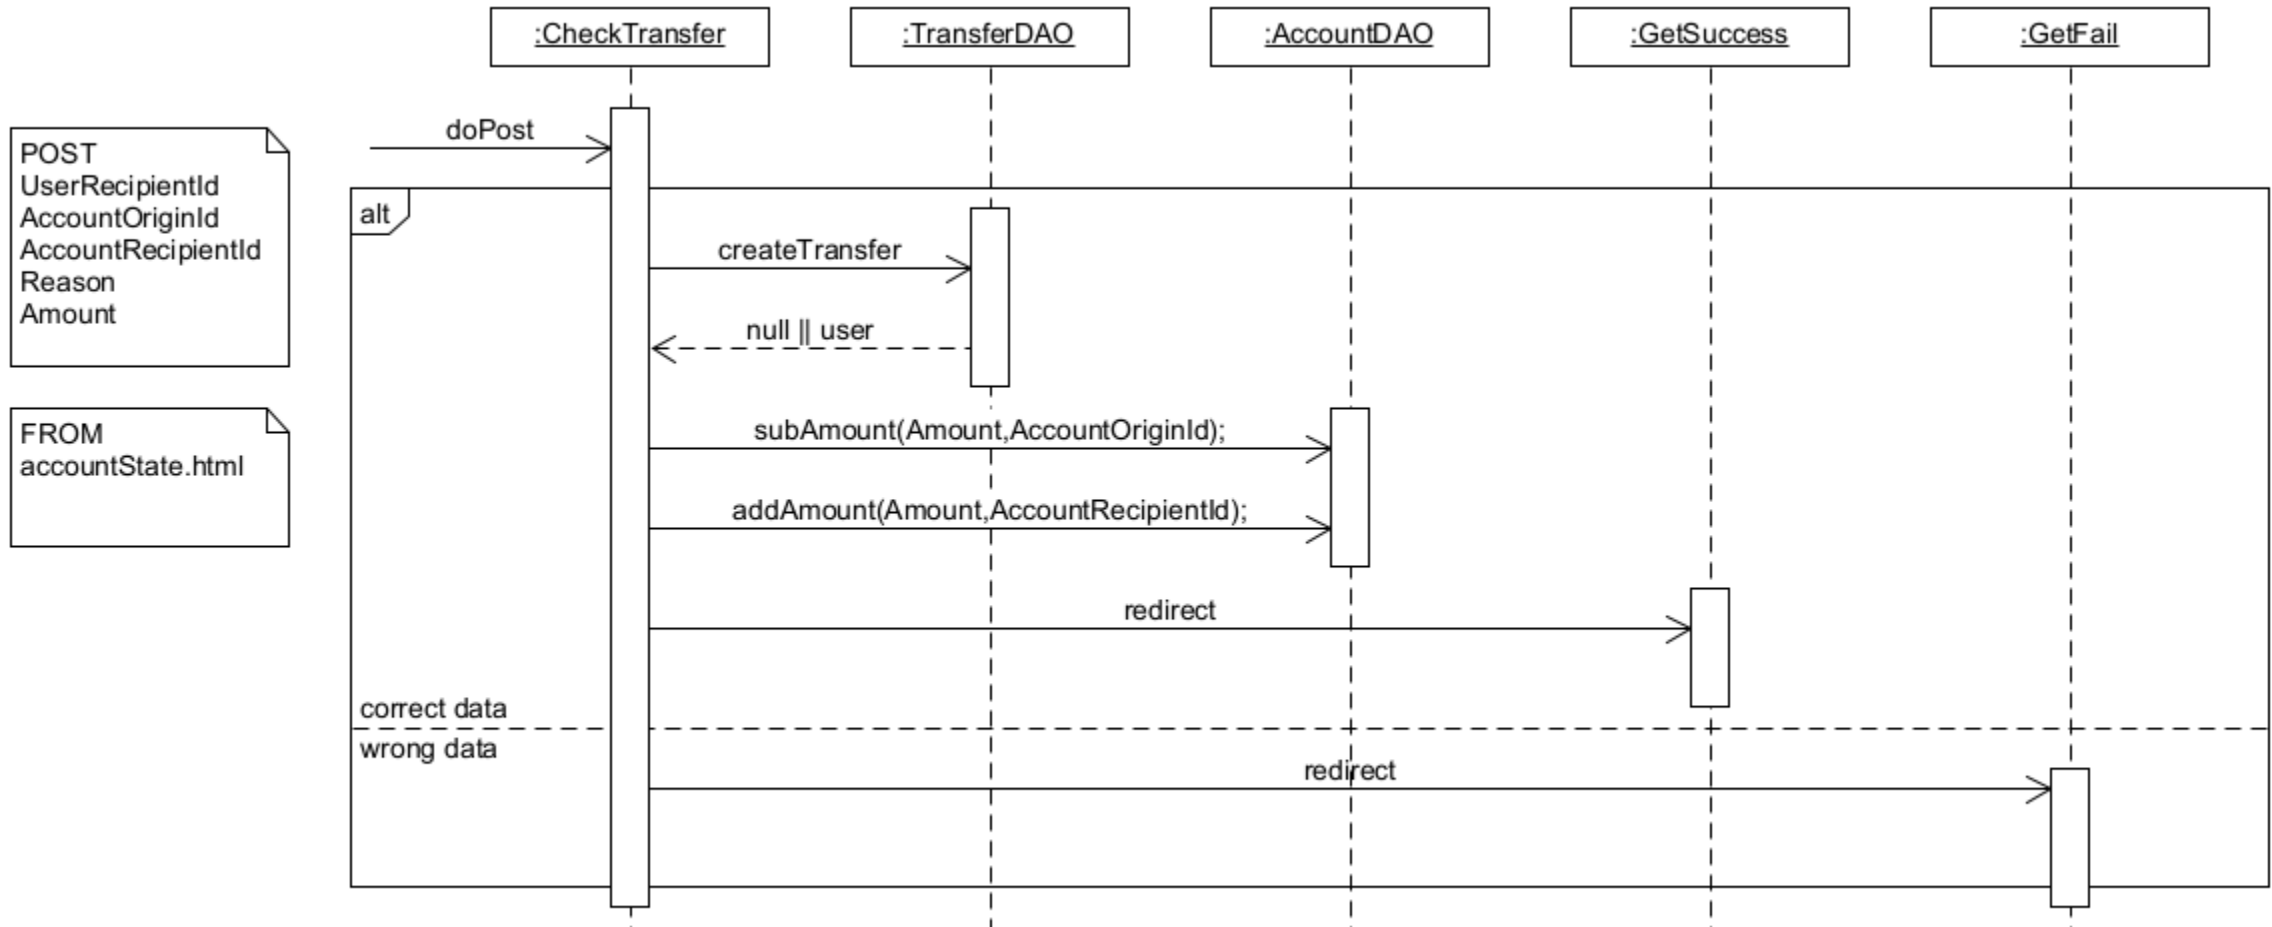 :CheckTransfer
:TransferDAO
:AccountDAO
:GetSuccess
:GetFail
doPost
POST
UserRecipientId
AccountOriginId
AccountRecipientId
Reason
Amount
alt
createTransfer
null || user
FROM
accountState.html
subAmount(Amount,AccountOriginId);
addAmount(Amount,AccountRecipientId);
redirect
correct data
wrong data
redirect